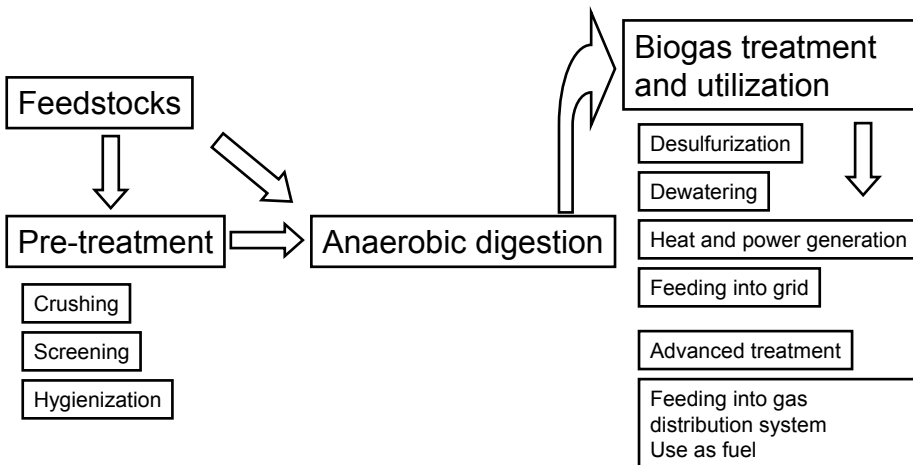 Feedstocks
Pre-treatment
Crushing
Screening
Hygienization
Anaerobic digestion
Biogas treatment
and utilization
Desulfurization
Dewatering
Heat and power generation
Feeding into grid
Advanced treatment
Feeding into gas
distribution system
Use as fuel